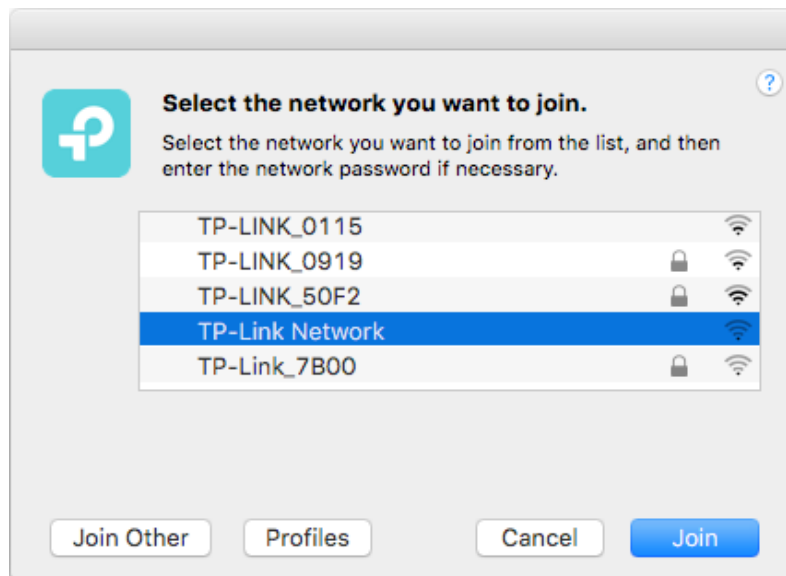 ?
Select the network you want to join.
Select the network you want to join from the list, and then
enter the network password if necessary.
TP-LINK_0115
TP-LINK_0919
TP-LINK_50F2
TP-Link Network
TP-Link_7B00
Join Other Profiles Cancel Join